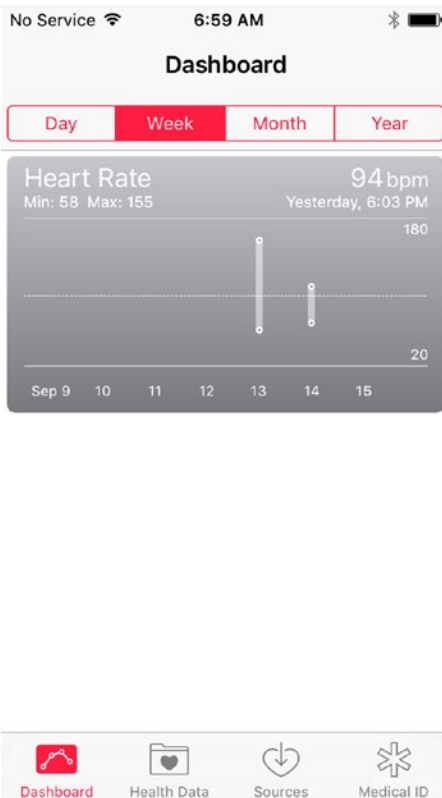 No Service 6:59 AM
Dashboard
Day Week Month Year
Heart Rate 94 bpm
Min: 58 Max: 155 Yesterday, 6:03 PM
180
20
Sep 9 10 11 12 13 14 15
Dashboard Health Data Sources Medical ID